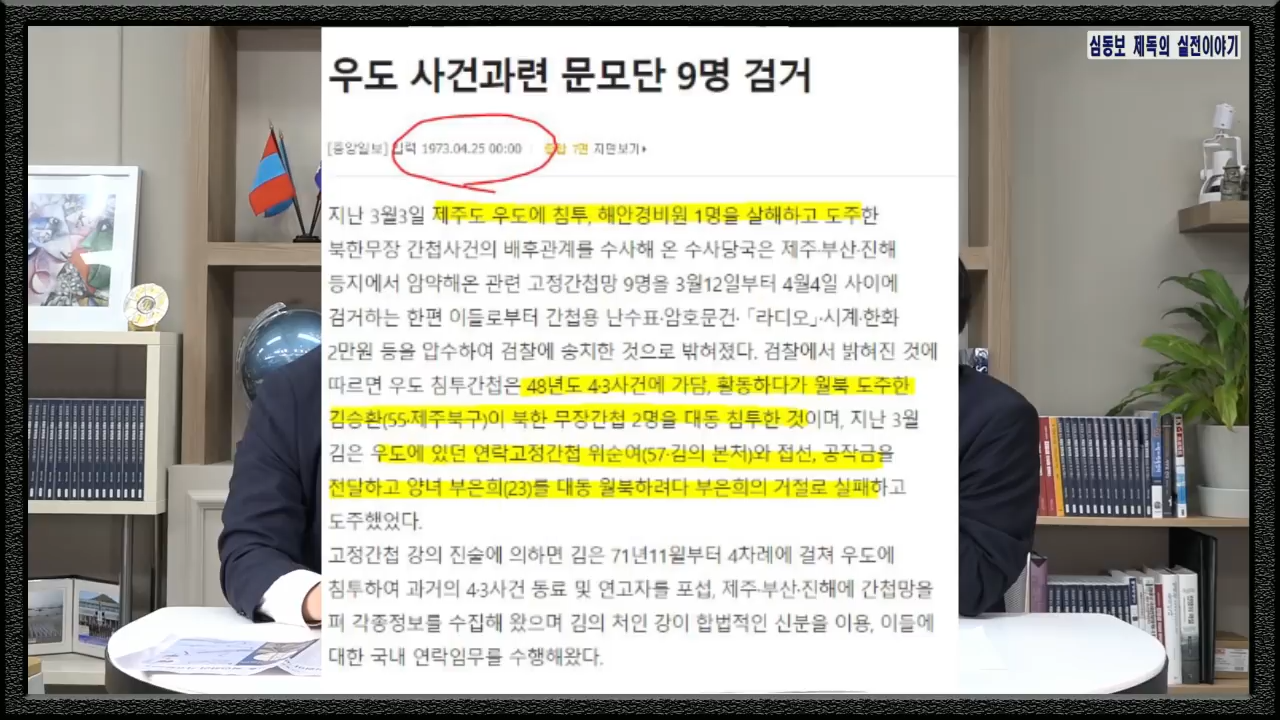 심동보 제독의 실전이야기
우도 사건과련 문모단 9명 검거
[중앙일보] 입력 1973.04.25 00:00 종합 7면 지면보기
지난 3월3일 제주도 우도에 침투, 해안경비원 1명을 살해하고 도주한
북한무장 간첩사건의 배후관계를 수사해 온 수사당국은 제주·부산·진해
등지에서 암약해온 관련 고정간첩망 9명을 3월12일부터 4월4일 사이에
검거하는 한편 이들로부터 간첩용 난수표·암호문건·「라디오」·시계·한화
2만원 등을 압수하여 검찰에 송치한 것으로 밝혀졌다. 검찰에서 밝혀진 것에
따르면 우도 침투간첩은 48년도 4·3사건에 가담, 활동하다가 월북 도주한
김승환(55·제주북구)이 북한 무장간첩 2명을 대동 침투한 것이며, 지난 3월
김은 우도에 있던 연락고정간첩 위순여(57·김의 본처)와 접선, 공작금을
전달하고 양녀 부은희(23)를 대동 월북하려다 부은희의 거절로 실패하고
도주했었다.
고정간첩 강의 진술에 의하면 김은 71년11월부터 4차례에 걸쳐 우도에
침투하여 과거의 4·3사건 동료 및 연고자를 포섭, 제주·부산·진해에 간첩망을
펴 각종정보를 수집해 왔으며 김의 처인 강이 합법적인 신분을 이용, 이들에
대한 국내 연락임무를 수행해왔다.